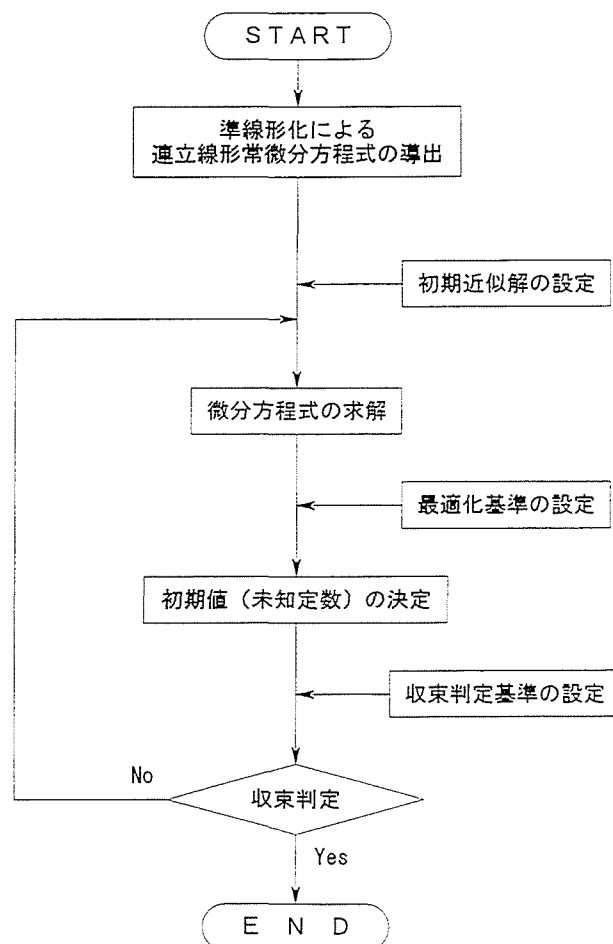 START
準線形化による
連立線形常微分方程式の導出
初期近似解の設定
微分方程式の求解
最適化基準の設定
初期値（未知定数）の決定
収束判定基準の設定
No
収束判定
Yes
END